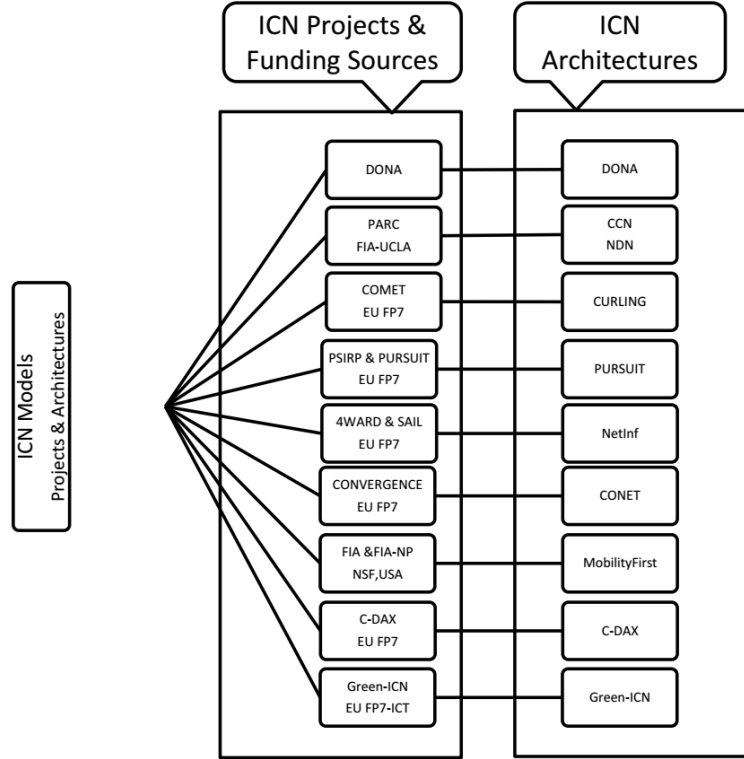 ICN Projects &
Funding Sources
ICN
Architectures
ICN Models
Projects & Architectures
DONA
DONA
PARC
FIA-UCLA
CCN
NDN
COMET
EU FP7
CURLING
PSIRP & PURSUIT
EU FP7
PURSUIT
4WARD & SAIL
EU FP7
NetInf
CONVERGENCE
EU FP7
CONET
FIA &FIA-NP
NSF,USA
MobilityFirst
C-DAX
EU FP7
C-DAX
Green-ICN
EU FP7-ICT
Green-ICN